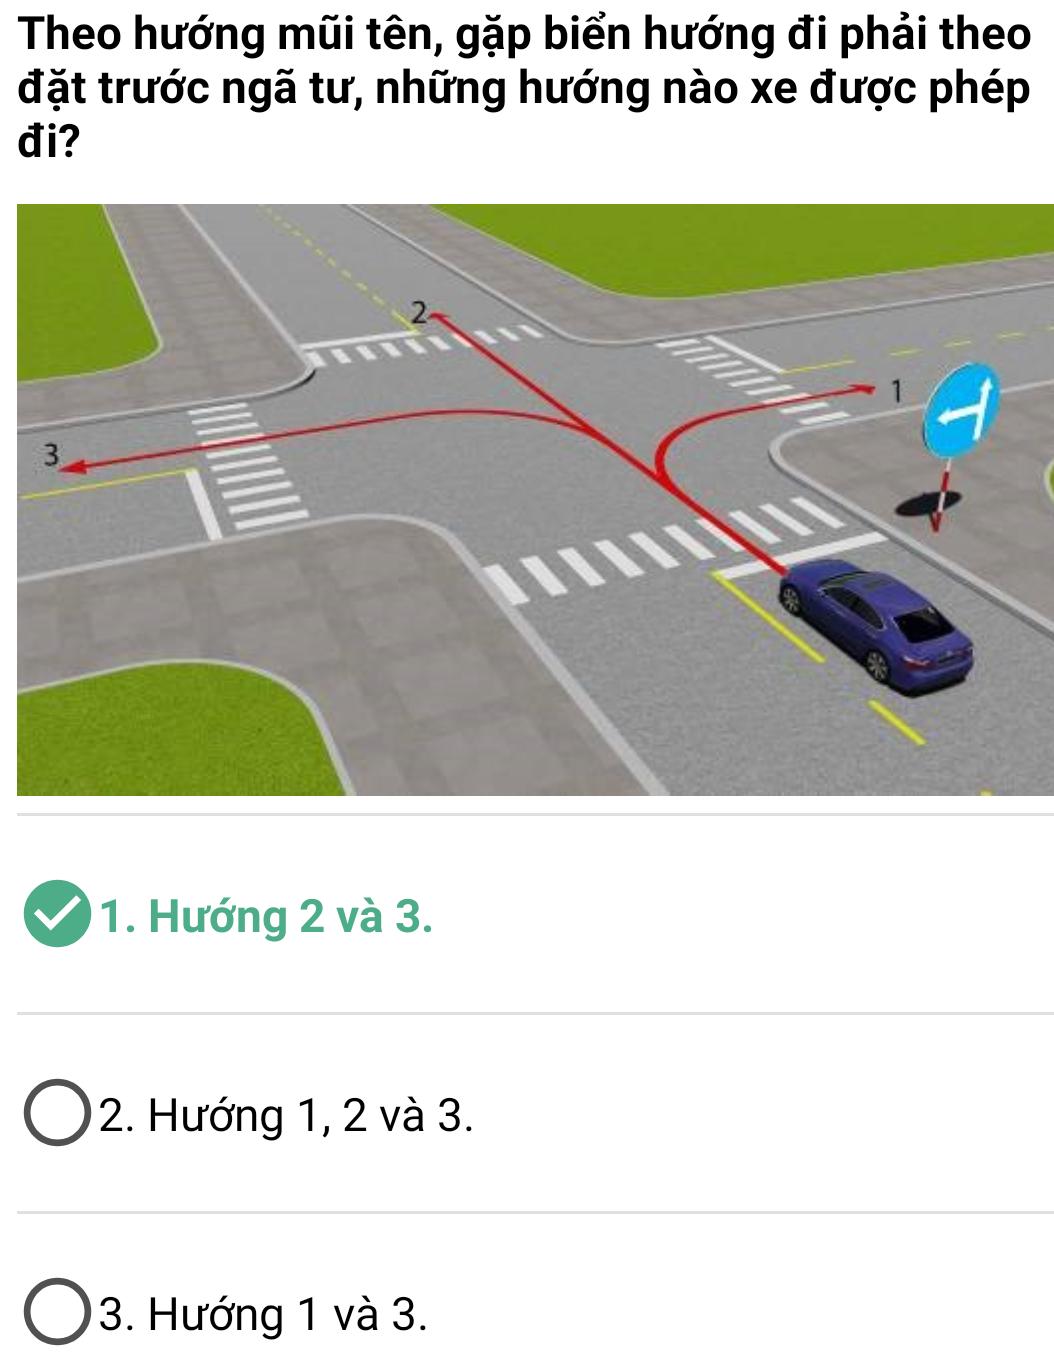 Theo hướng mũi tên, gặp biển hướng đi phải theo
đặt trước ngã tư, những hướng nào xe được phép
đi?
2
1
3
1. Hướng 2 và 3.
2. Hướng 1, 2 và 3.
3. Hướng 1 và 3.